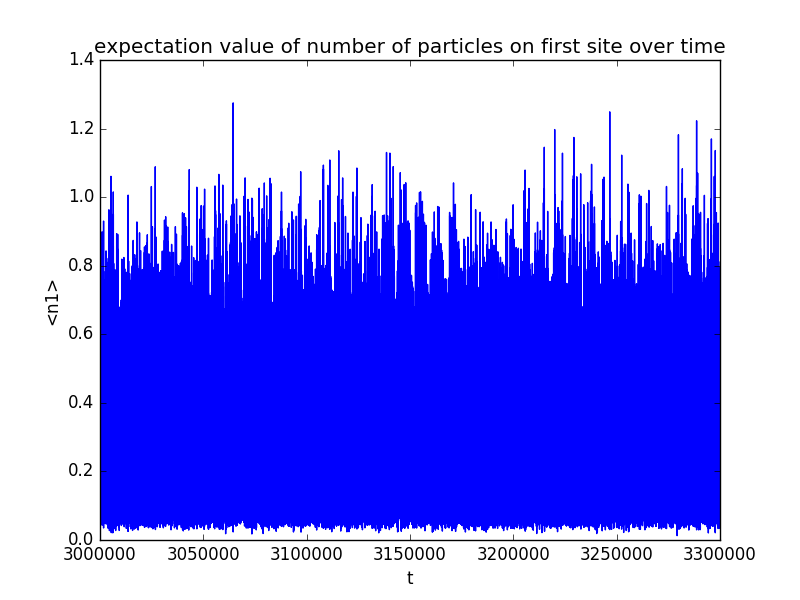 expectation value of number of particles on first site over time
1.4
1.2
1.0
0.8
0.6
0.4
0.2
0.0
<n1>
3000000 3050000 3100000 3150000 3200000 3250000 3300000
t